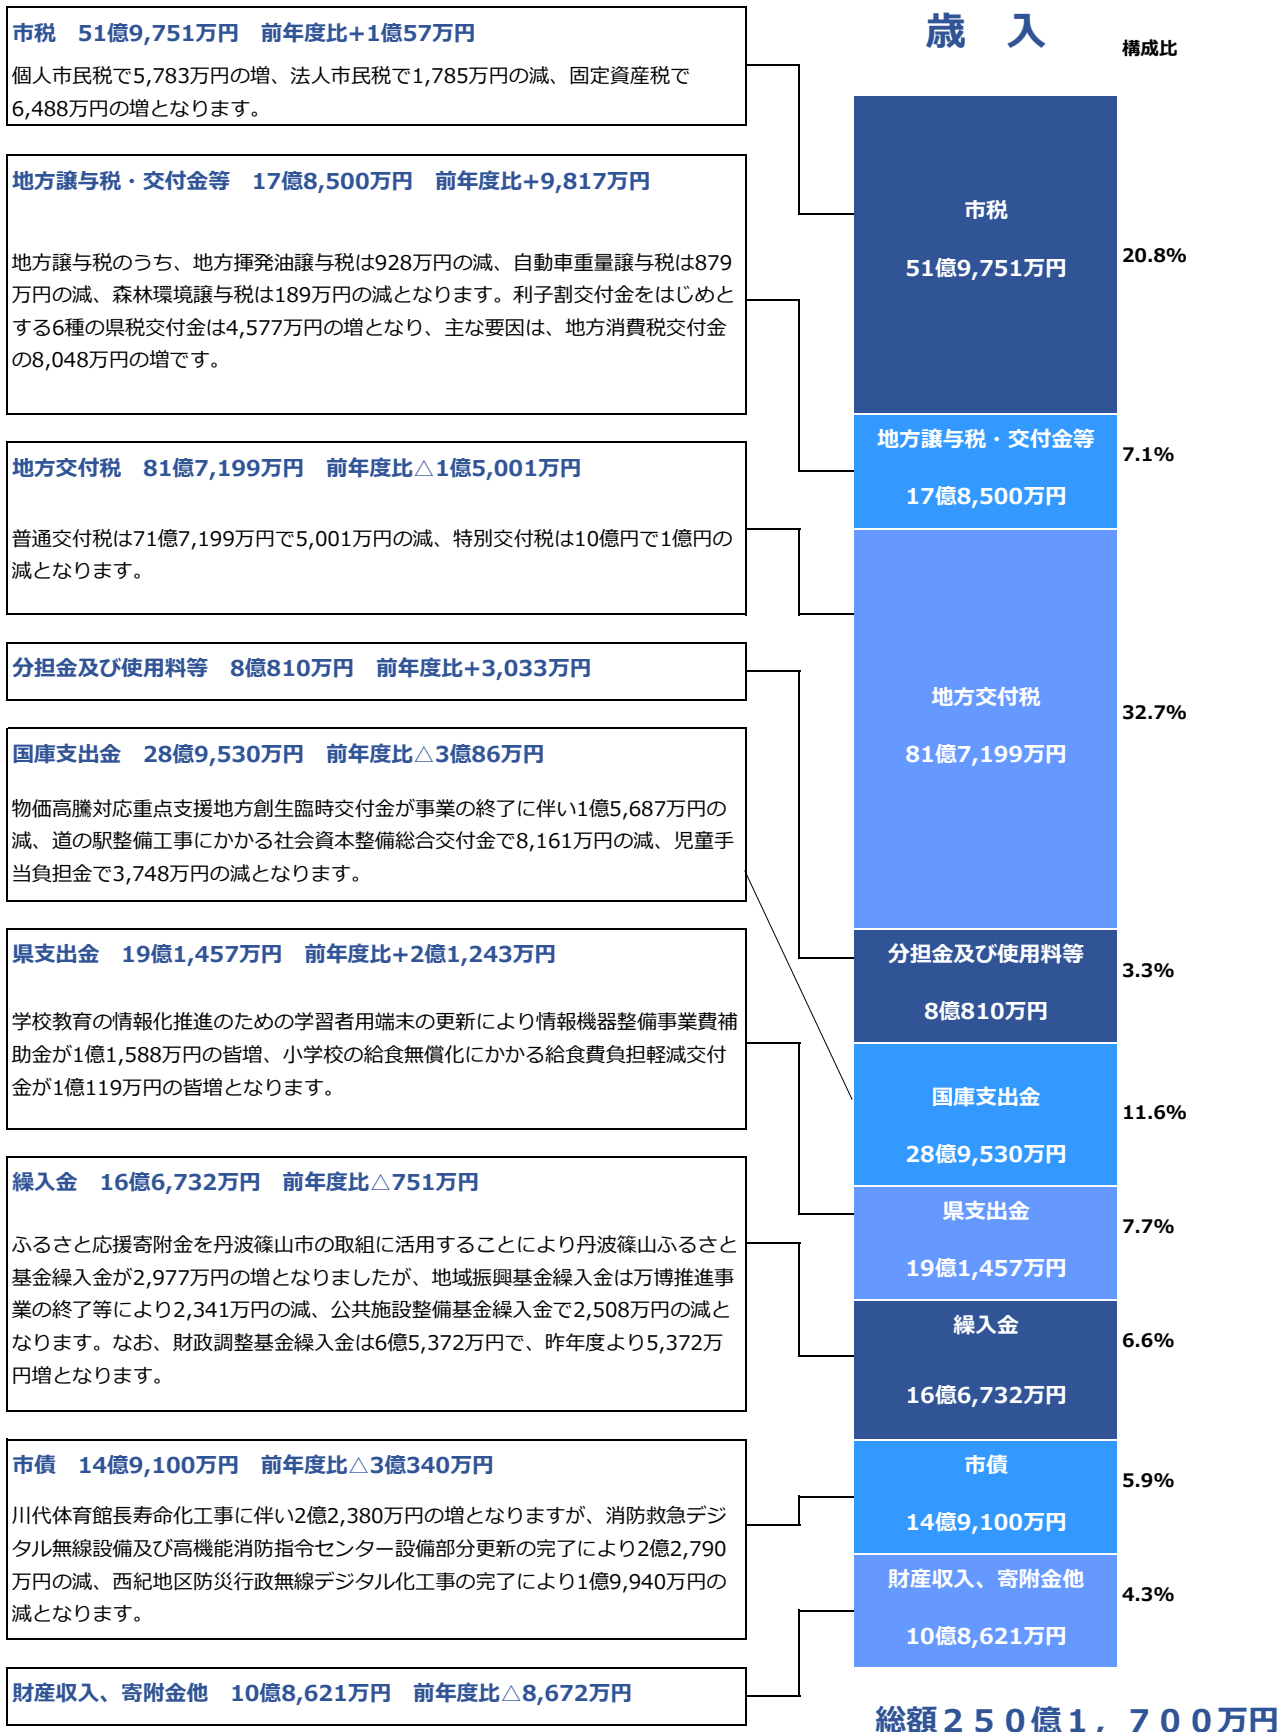 市税　51億9,751万円　前年度比+1億57万円
個人市民税で5,783万円の増、法人市民税で1,785万円の減、固定資産税で
6,488万円の増となります。
地方譲与税・交付金等　17億8,500万円　前年度比+9,817万円
地方譲与税のうち、地方揮発油譲与税は928万円の減、自動車重量譲与税は879
万円の減、森林環境譲与税は189万円の減となります。利子割交付金をはじめと
する6種の県税交付金は4,577万円の増となり、主な要因は、地方消費税交付金
の8,048万円の増です。
地方交付税　81億7,199万円　前年度比△1億5,001万円
普通交付税は71億7,199万円で5,001万円の減、特別交付税は10億円で1億円の
減となります。
分担金及び使用料等　8億810万円　前年度比+3,033万円
国庫支出金　28億9,530万円　前年度比△3億86万円
物価高騰対応重点支援地方創生臨時交付金が事業の終了に伴い1億5,687万円の
減、道の駅整備工事にかかる社会資本整備総合交付金で8,161万円の減、児童手
当負担金で3,748万円の減となります。
県支出金　19億1,457万円　前年度比+2億1,243万円
学校教育の情報化推進のための学習者用端末の更新により情報機器整備事業費補
助金が1億1,588万円の皆増、小学校の給食無償化にかかる給食費負担軽減交付
金が1億119万円の皆増となります。
繰入金　16億6,732万円　前年度比△751万円
ふるさと応援寄附金を丹波篠山市の取組に活用することにより丹波篠山ふるさと
基金繰入金が2,977万円の増となりましたが、地域振興基金繰入金は万博推進事
業の終了等により2,341万円の減、公共施設整備基金繰入金で2,508万円の減と
なります。なお、財政調整基金繰入金は6億5,372万円で、昨年度より5,372万
円増となります。
市債　14億9,100万円　前年度比△3億340万円
川代体育館長寿命化工事に伴い2億2,380万円の増となりますが、消防救急デジ
タル無線設備及び高機能消防指令センター設備部分更新の完了により2億2,790
万円の減、西紀地区防災行政無線デジタル化工事の完了により1億9,940万円の
減となります。
財産収入、寄附金他　10億8,621万円　前年度比△8,672万円
歳　入
構成比
市税
51億9,751万円
20.8%
地方譲与税・交付金等
17億8,500万円
7.1%
地方交付税
81億7,199万円
32.7%
分担金及び使用料等
8億810万円
3.3%
国庫支出金
28億9,530万円
11.6%
県支出金
19億1,457万円
7.7%
繰入金
16億6,732万円
6.6%
市債
14億9,100万円
5.9%
財産収入、寄附金他
10億8,621万円
4.3%
総額２５０億１，７００万円